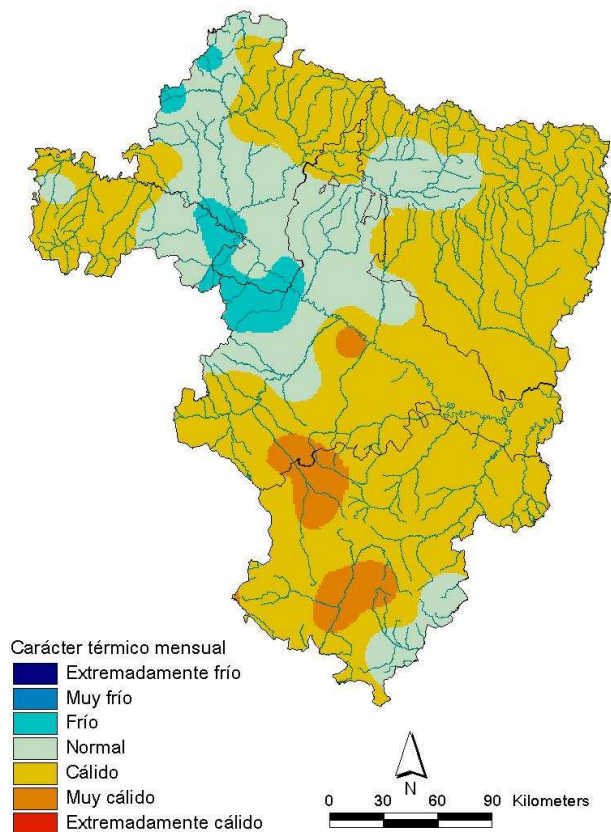 Carácter térmico mensual
Extremadamente frío
Muy frío
Frío
Normal
Cálido
Muy cálido
Extremadamente cálido
N
0 30 60 90 Kilometers